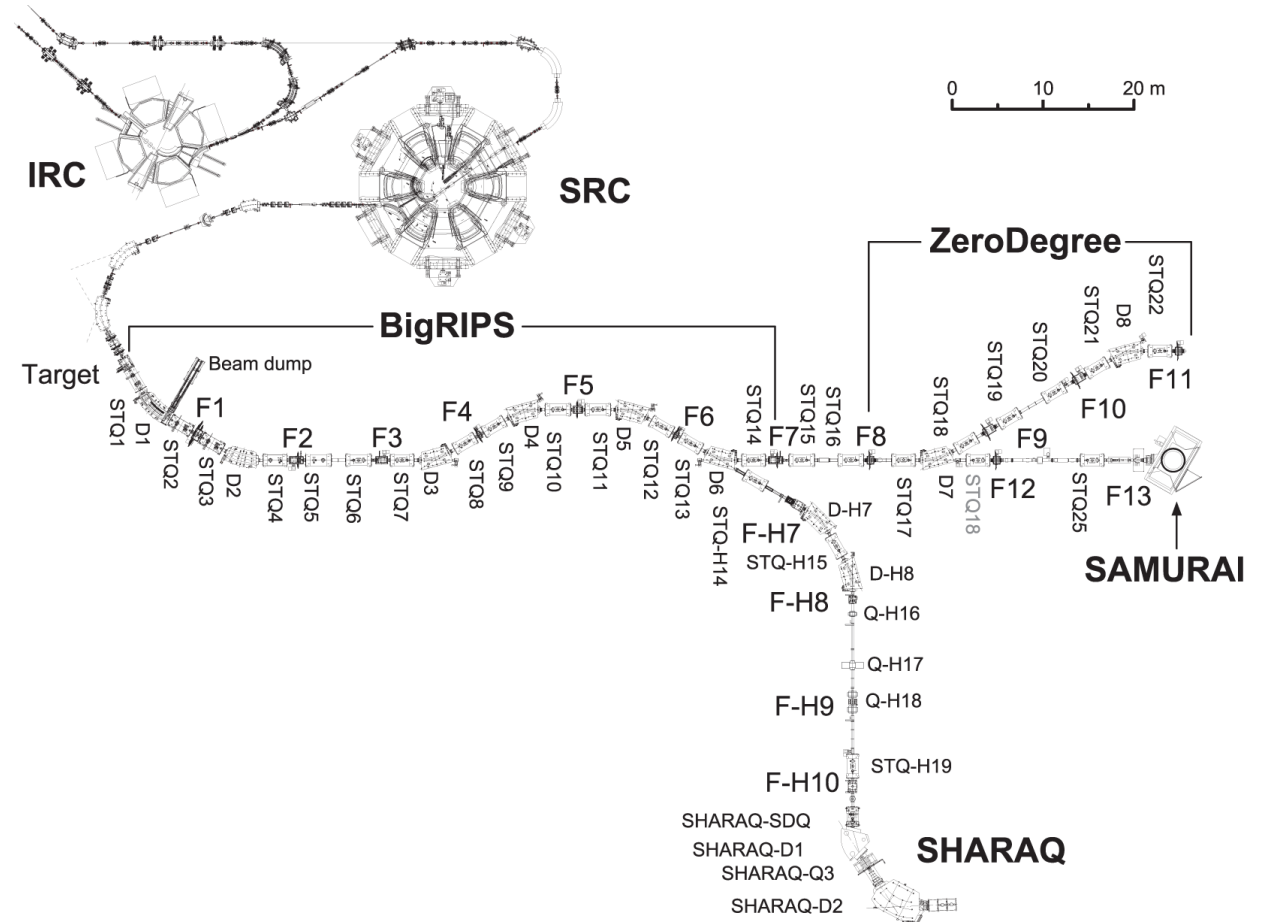 0 10 20 m
IRC
SRC
ZeroDegree
BigRIPS
Target
Beam dump
STQ1
D1
STQ2
F1
STQ3
D2
F2
STQ4
STQ5
STQ6
F3
STQ7
D3
F4
STQ8
STQ9
D4
STQ10
F5
STQ11
D5
STQ12
F6
STQ13
D6
STQ-H14
STQ14
F7
STQ15
STQ16
F8
STQ17
STQ18
D7
STQ18
STQ19
F9
STQ20
F10
STQ21
D8
STQ22
F11
F12
STQ25
F13
SAMURAI
F-H7
D-H7
STQ-H15
D-H8
F-H8
Q-H16
Q-H17
F-H9
Q-H18
STQ-H19
F-H10
SHARAQ-SDQ
SHARAQ-D1
SHARAQ
SHARAQ-Q3
SHARAQ-D2